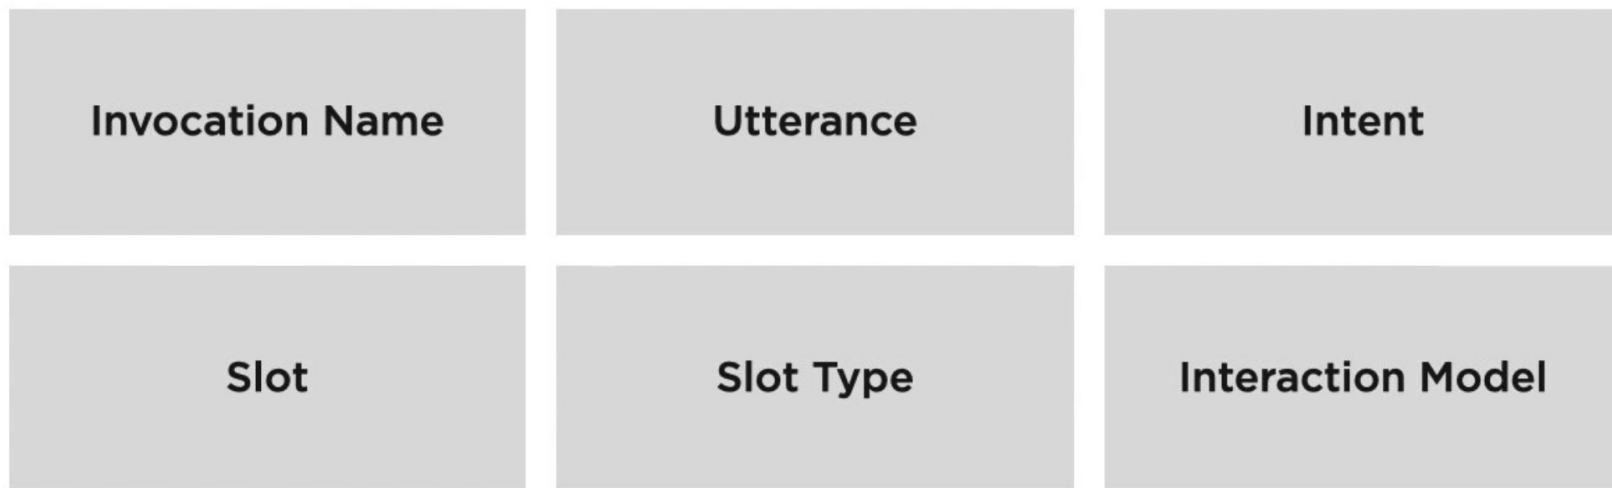 Invocation Name
Utterance
Intent
Slot
Slot Type
Interaction Model